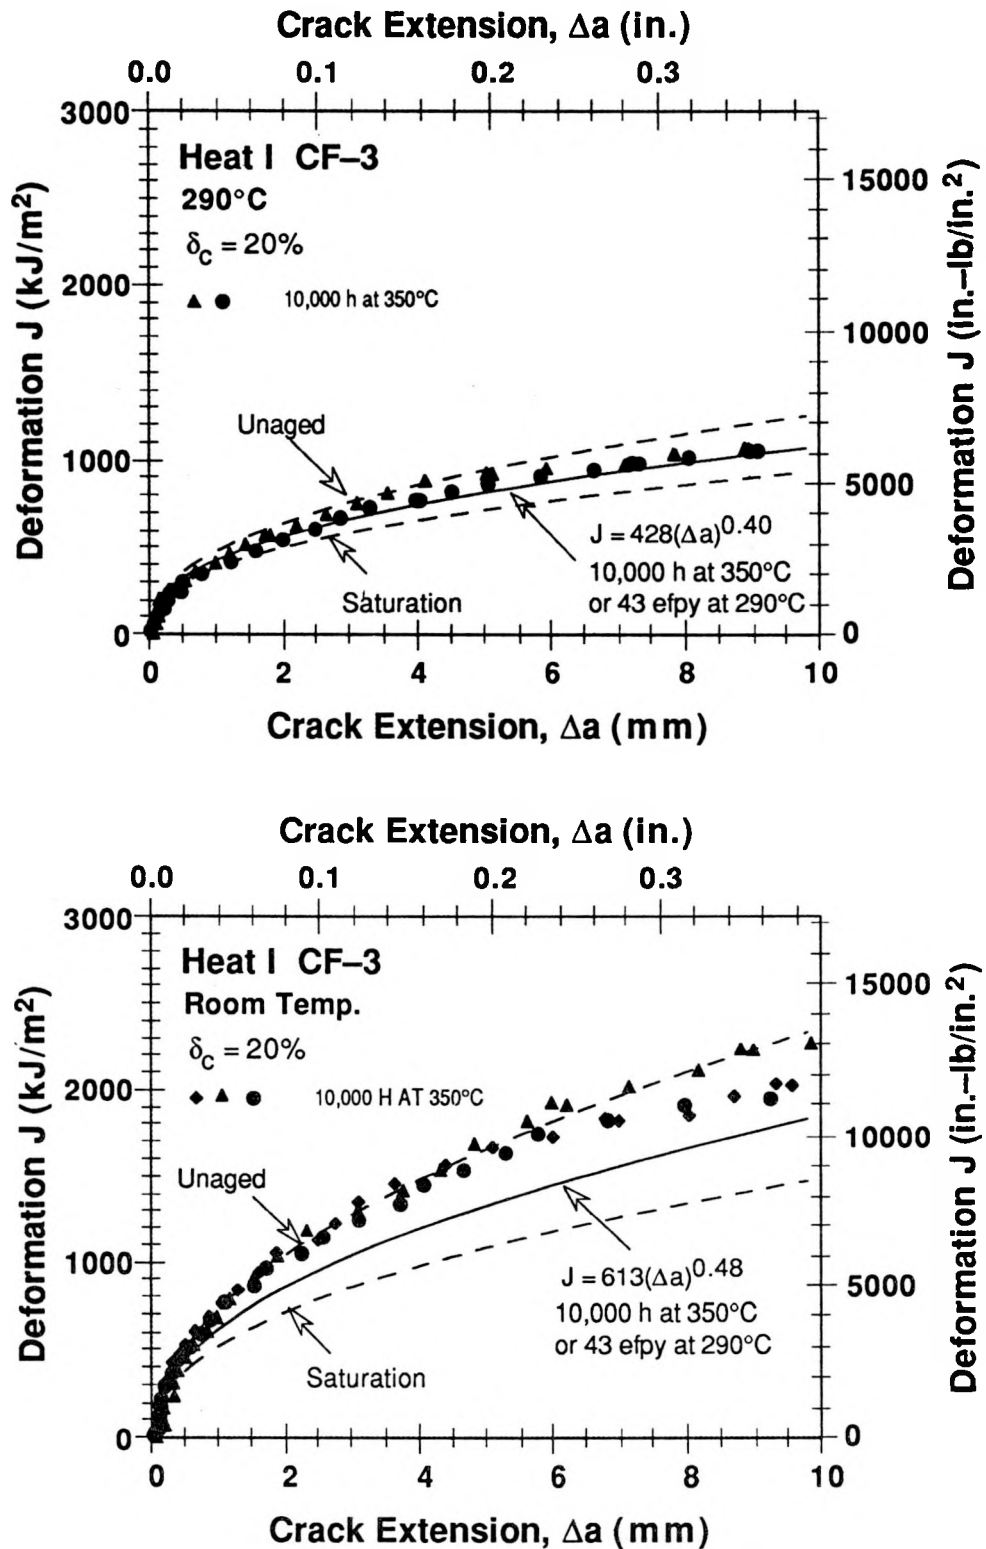 Crack Extension, Δa (in.)
0.0 0.1 0.2 0.3
3000
Heat I CF–3
290°C
δc = 20%
10,000 h at 350°C
2000
1000
0
15000
10000
5000
0
Deformation J (kJ/m²)
Deformation J (in.–lb/in.²)
Unaged
Saturation
J = 428(Δa)^0.40
10,000 h at 350°C
or 43 efpy at 290°C
0 2 4 6 8 10
Crack Extension, Δa (mm)
Crack Extension, Δa (in.)
0.0 0.1 0.2 0.3
3000
Heat I CF–3
Room Temp.
δc = 20%
10,000 H AT 350°C
2000
1000
0
15000
10000
5000
0
Deformation J (kJ/m²)
Deformation J (in.–lb/in.²)
Unaged
Saturation
J = 613(Δa)^0.48
10,000 h at 350°C
or 43 efpy at 290°C
0 2 4 6 8 10
Crack Extension, Δa (mm)